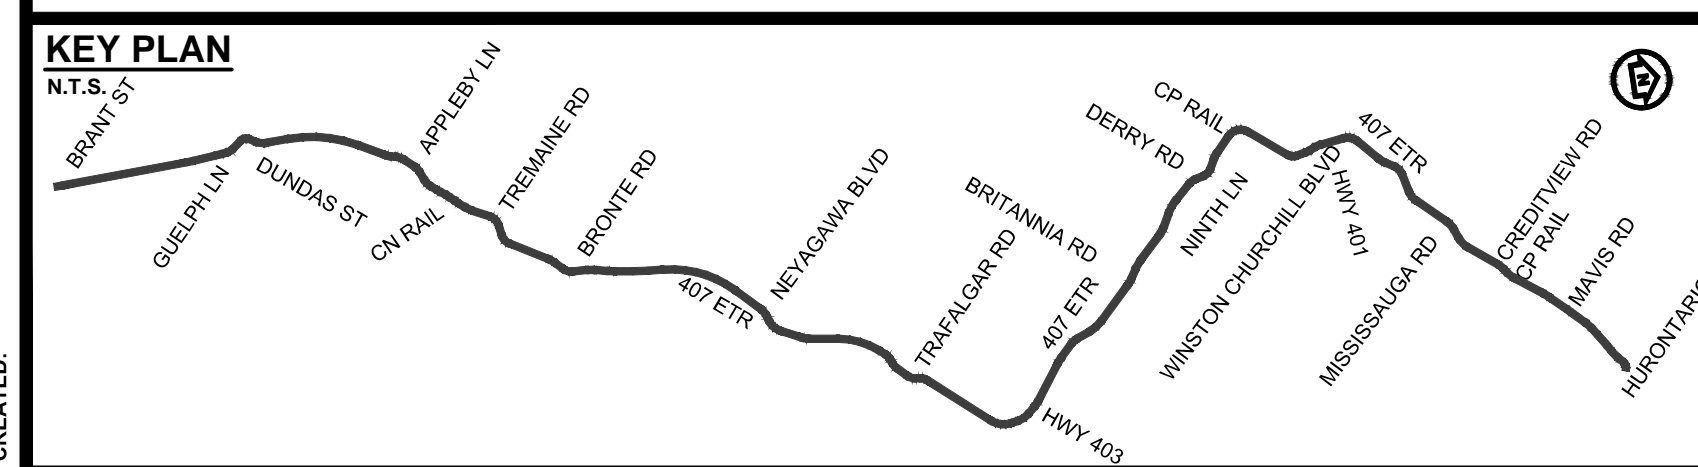 KEY PLAN
N.T.S.
BRANT ST
GUELPH LN
DUNDAS ST
APPLEBY LN
CN RAIL
TREMAINE RD
BRONTE RD
407 ETR
NEYAGAWA BLVD
TRAFALGAR RD
BRITANNIA RD
HWY 403
407 ETR
DERRY RD
CP RAIL
NINTH LN
WINSTON CHURCHILL BLVD
HWY 401
407 ETR
MISSISSAUGA RD
CREDITVIEW RD
CP RAIL
MAVIS RD
N